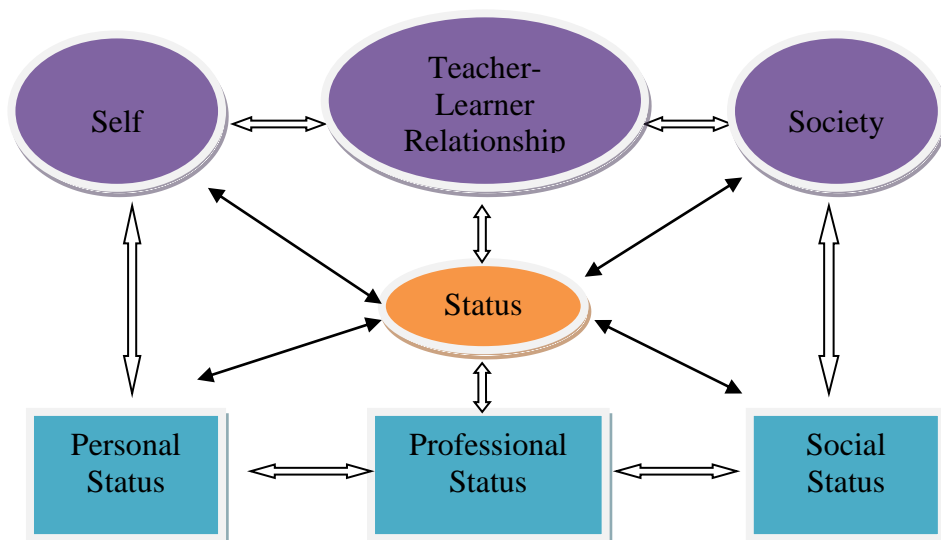 Self
Teacher-
Learner
Relationship
Society
Status
Personal
Status
Professional
Status
Social
Status